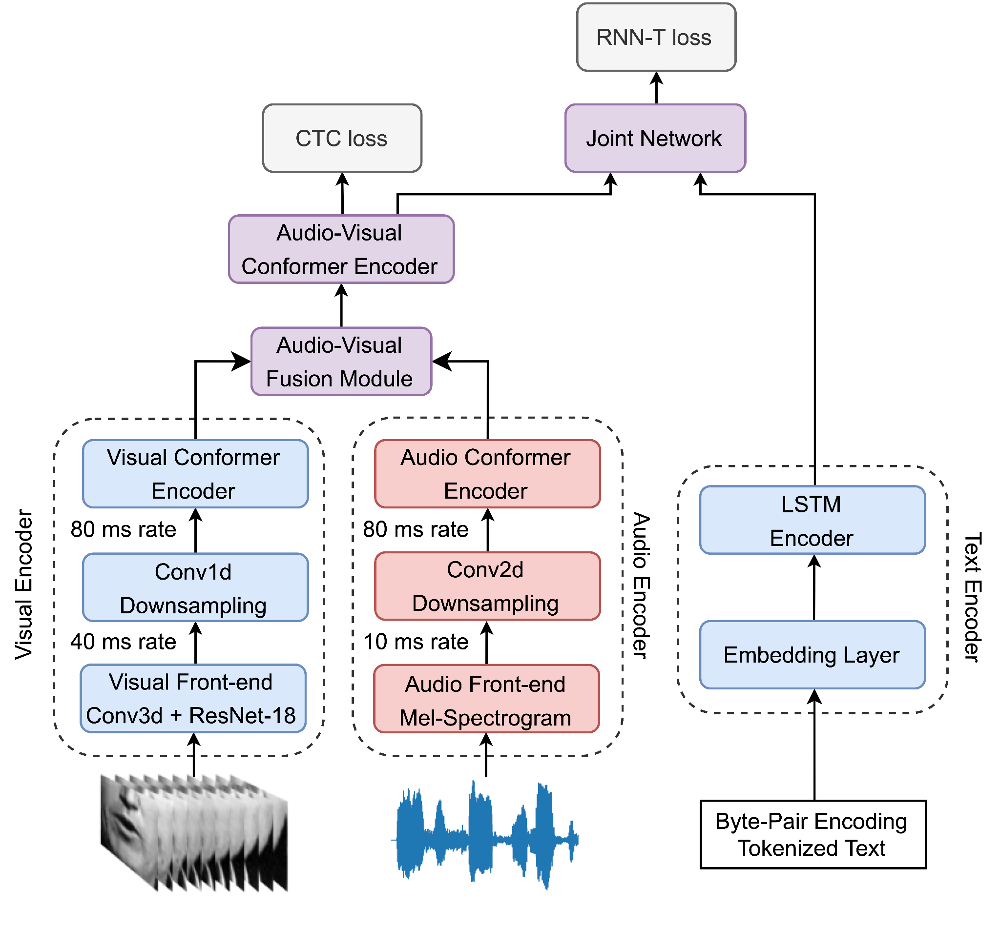 RNN-T loss
CTC loss
Joint Network
Audio-Visual
Conformer Encoder
Audio-Visual
Fusion Module
Visual Encoder
Visual Conformer
Encoder
80 ms rate
Conv1d
Downsampling
40 ms rate
Visual Front-end
Conv3d + ResNet-18
Audio Conformer
Encoder
80 ms rate
Conv2d
Downsampling
10 ms rate
Audio Front-end
Mel-Spectrogram
Audio Encoder
LSTM
Encoder
Embedding Layer
Text Encoder
Byte-Pair Encoding
Tokenized Text